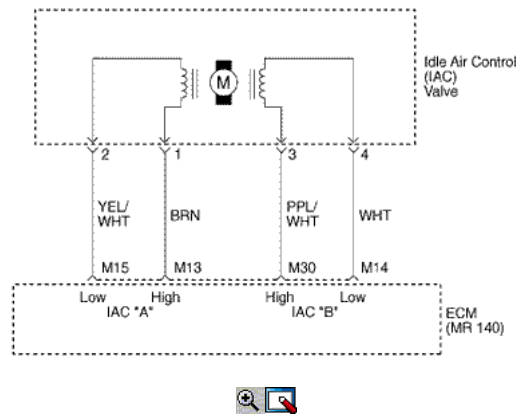 Idle Air Control
(IAC)
Valve
M
2
1
3
4
YEL/
WHT
BRN
PPL/
WHT
WHT
M15
M13
M30
M14
Low
High
High
Low
IAC "A"
IAC "B"
ECM
(MR 140)